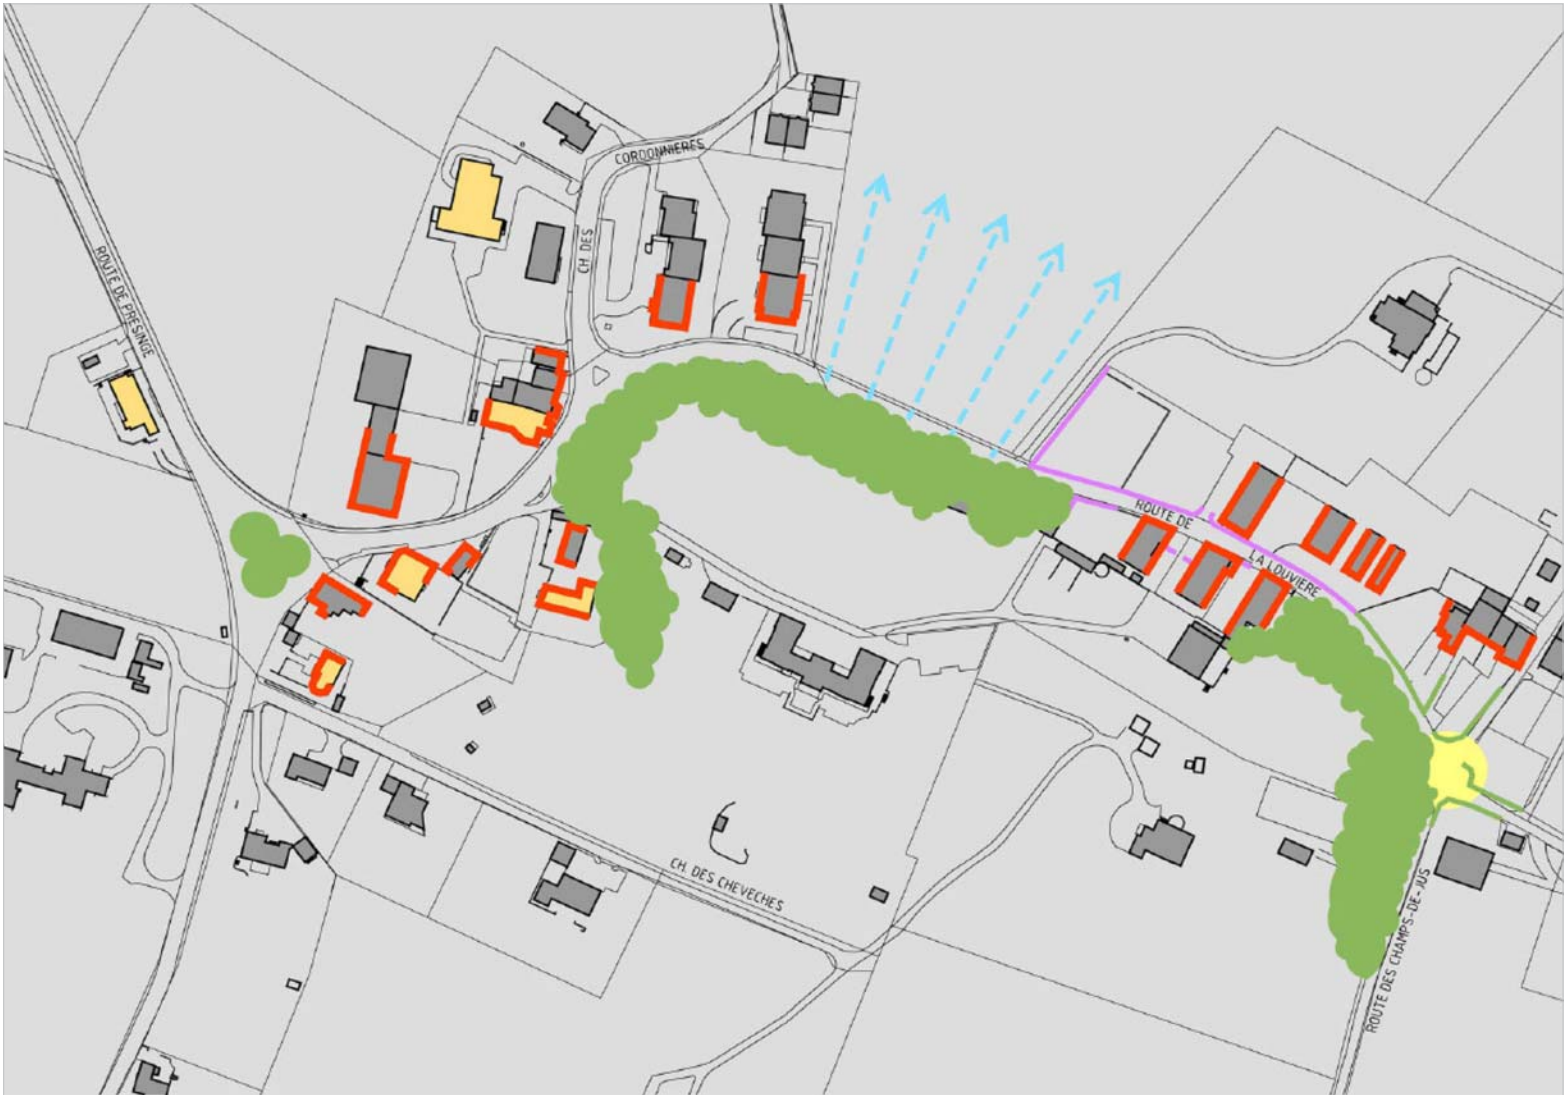 CORDONNIERES
CH. DES
ROUTE DE PRESINGE
ROUTE DE
LA LOUVIERE
CH. DES CHEVECHES
ROUTE DES CHAMPS-DE-JUS